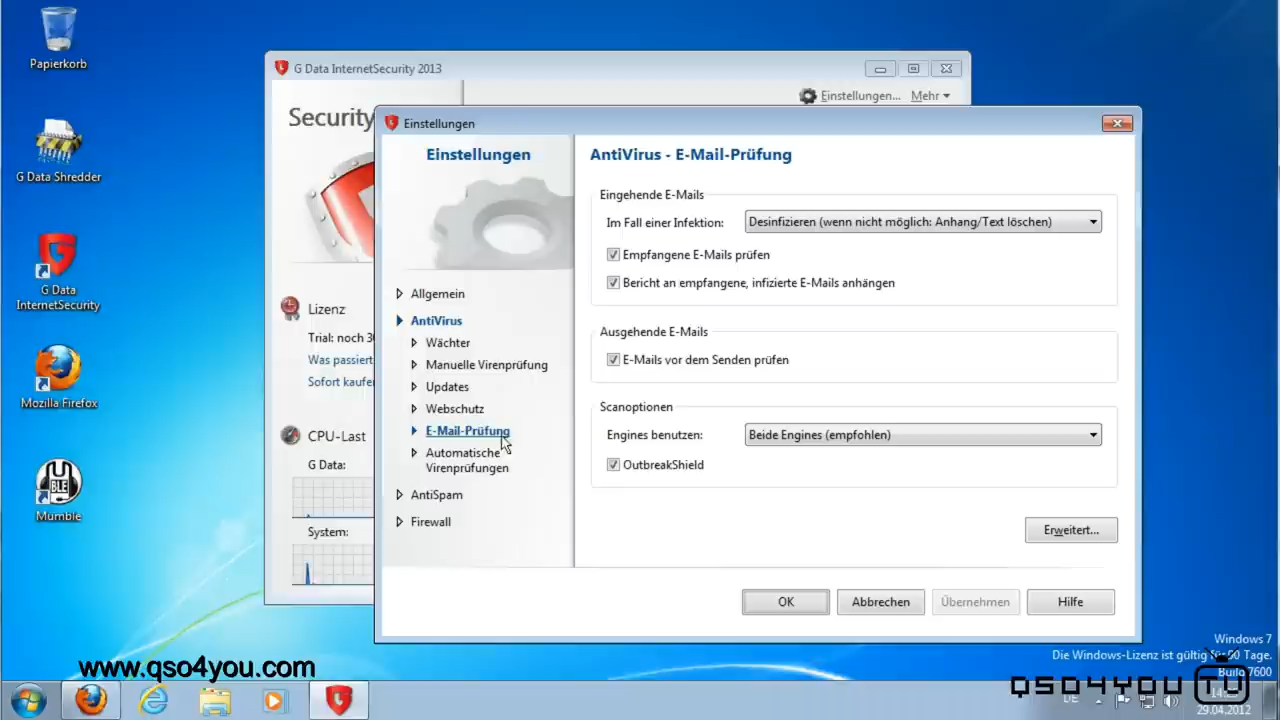 Papierkorb
G Data Shredder
G Data
InternetSecurity
Mozilla Firefox
Mumble
G Data InternetSecurity 2013
Einstellungen...
Mehr
Security
Lizenz
Trial: noch 3
Was passiert
Sofort kaufe
CPU-Last
G Data:
System:
Einstellungen
Einstellungen
Allgemein
AntiVirus
Wächter
Manuelle Virenprüfung
Updates
Webschutz
E-Mail-Prüfung
Automatische
Virenprüfungen
AntiSpam
Firewall
AntiVirus - E-Mail-Prüfung
Eingehende E-Mails
Im Fall einer Infektion:
Desinfizieren (wenn nicht möglich: Anhang/Text löschen)
Empfangene E-Mails prüfen
Bericht an empfangene, infizierte E-Mails anhängen
Ausgehende E-Mails
E-Mails vor dem Senden prüfen
Scanoptionen
Engines benutzen:
Beide Engines (empfohlen)
OutbreakShield
Erweitert...
OK
Abbrechen
Übernehmen
Hilfe
Windows 7
Die Windows-Lizenz ist gültig für Tage.
Build 7600
www.qso4you.com
QSO4YOU TV
DE
29.04.2012